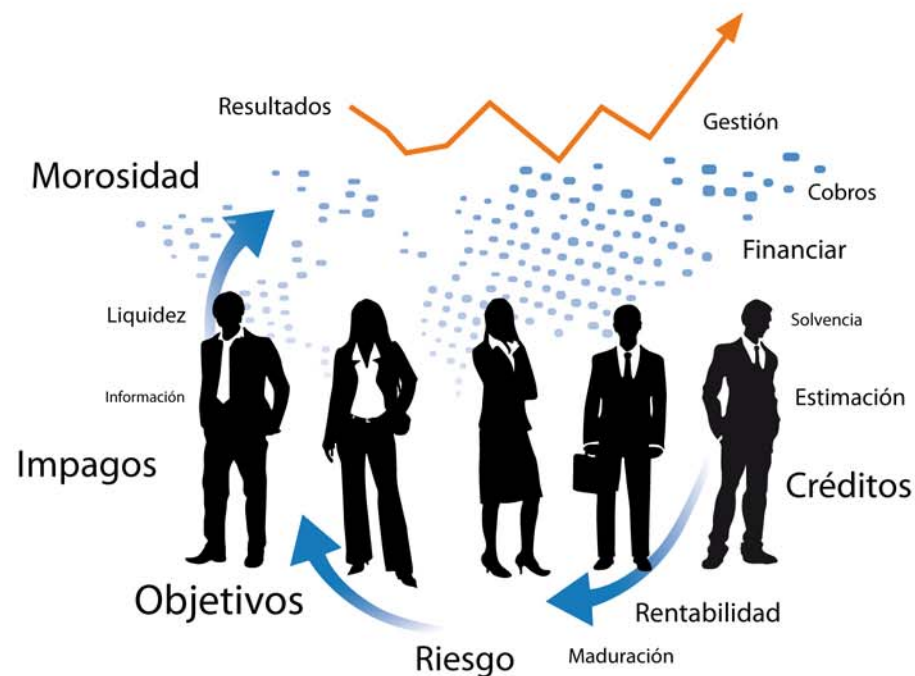 Resultados
Gestión
Morosidad
Cobros
Financiar
Liquidez
Solvencia
Información
Estimación
Impagos
Créditos
Objetivos
Rentabilidad
Riesgo
Maduración